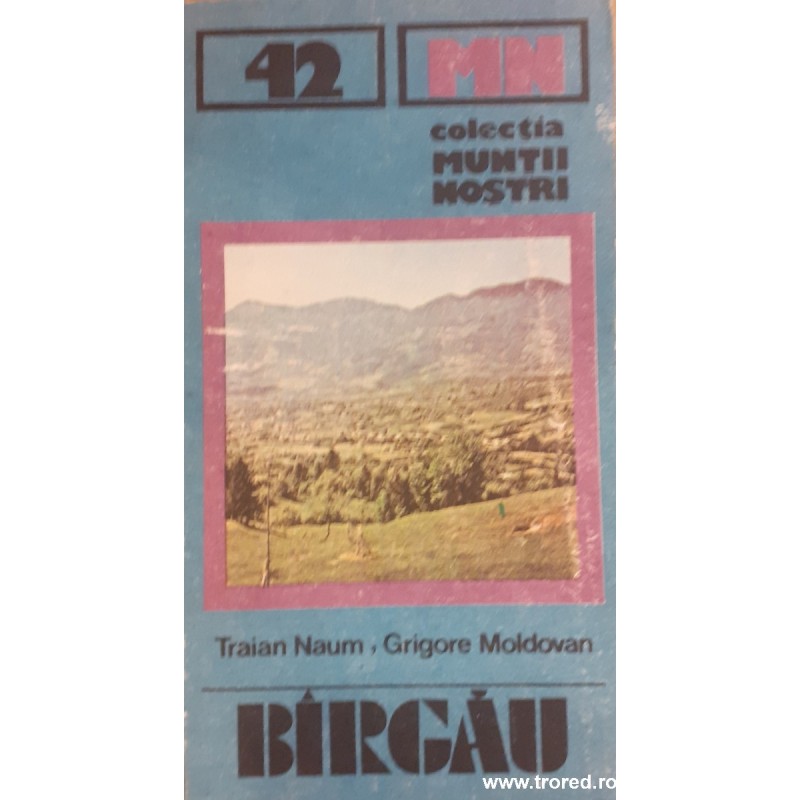 42 MN
colecția
MUNȚII
NOȘTRI
Traian Naum, Grigore Moldovan
BÎRGĂU
www.trored.ro